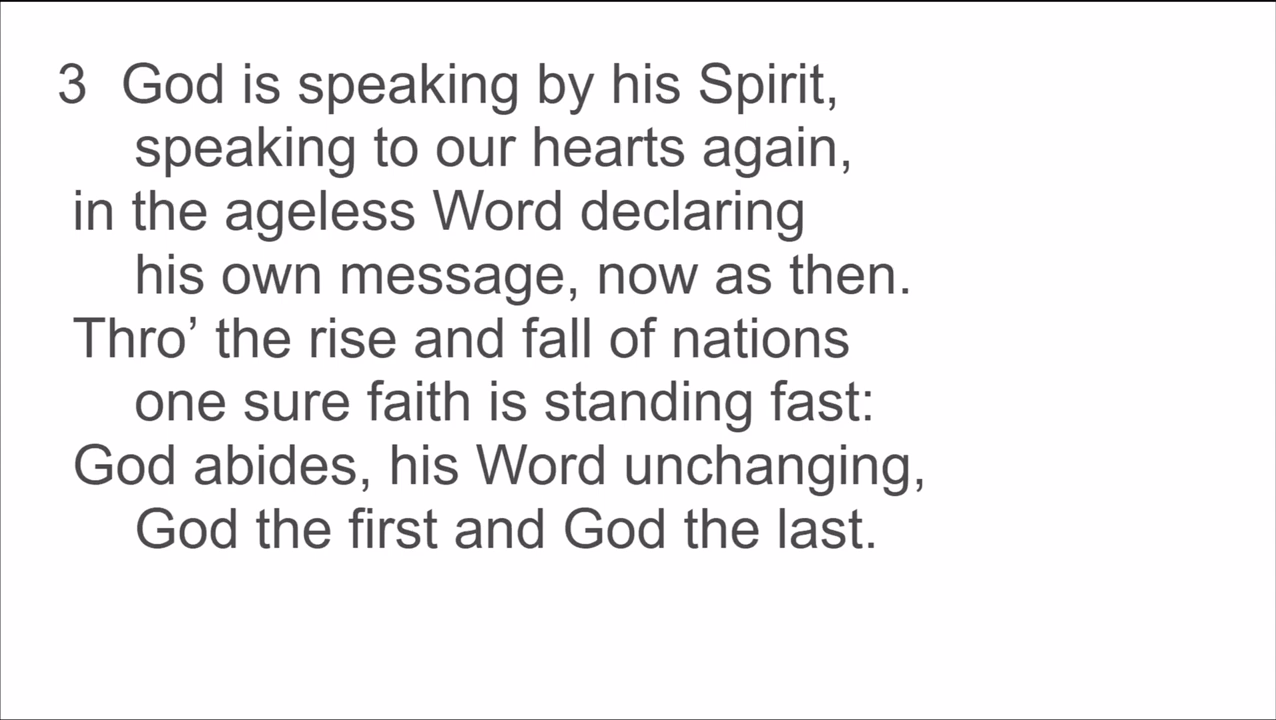 3 God is speaking by his Spirit,
speaking to our hearts again,
in the ageless Word declaring
his own message, now as then.
Thro’ the rise and fall of nations
one sure faith is standing fast:
God abides, his Word unchanging,
God the first and God the last.